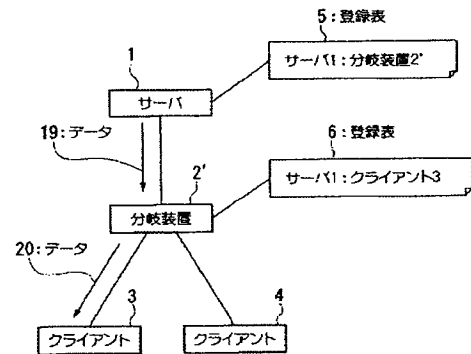 5:登録表
1
サーバ1:分岐装置2'
サーバ
19:データ
6:登録表
2'
サーバ1:クライアント3
分岐装置
20:データ
3
4
クライアント
クライアント